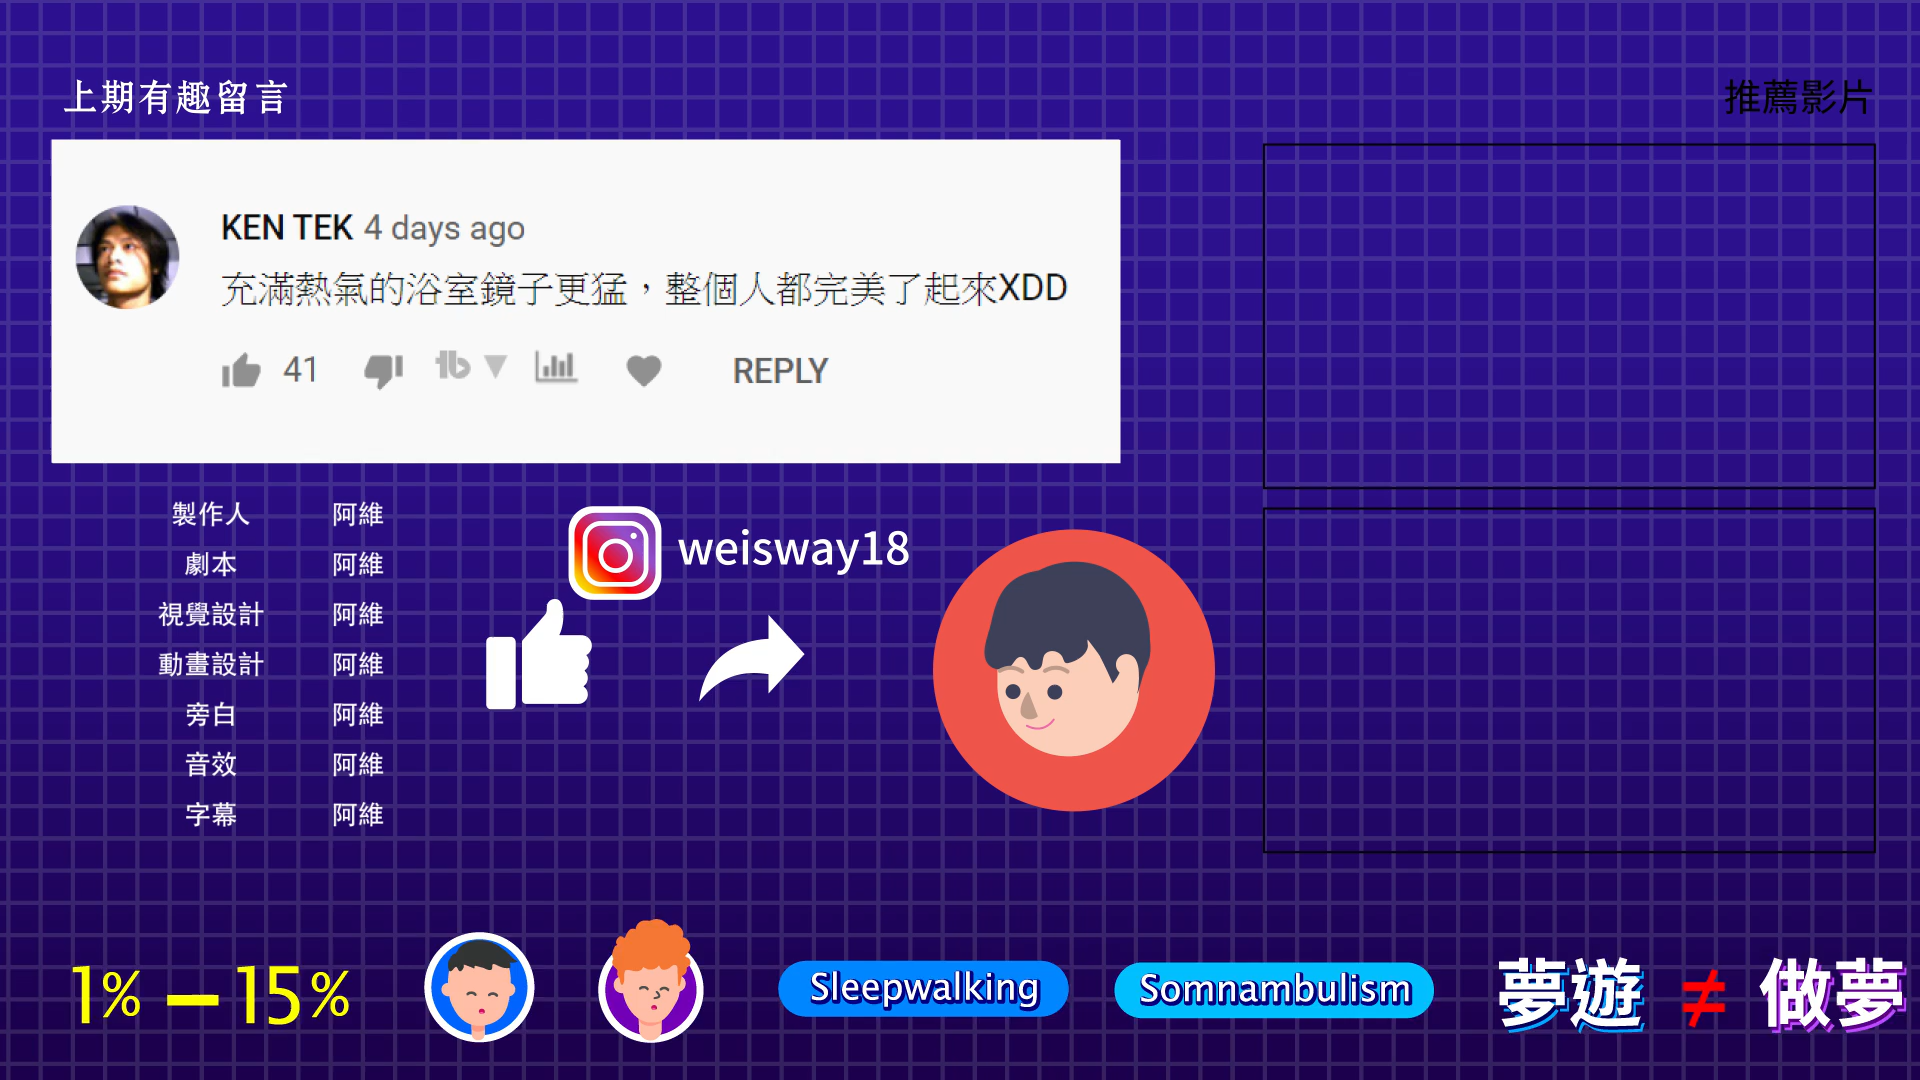 上期有趣留言
推薦影片
KEN TEK 4 days ago
充滿熱氣的浴室鏡子更猛，整個人都完美了起來XDD
41
REPLY
製作人 阿維
劇本 阿維
視覺設計 阿維
動畫設計 阿維
旁白 阿維
音效 阿維
字幕 阿維
weisway18
1% – 15%
Sleepwalking
Somnambulism
夢遊 ≠ 做夢